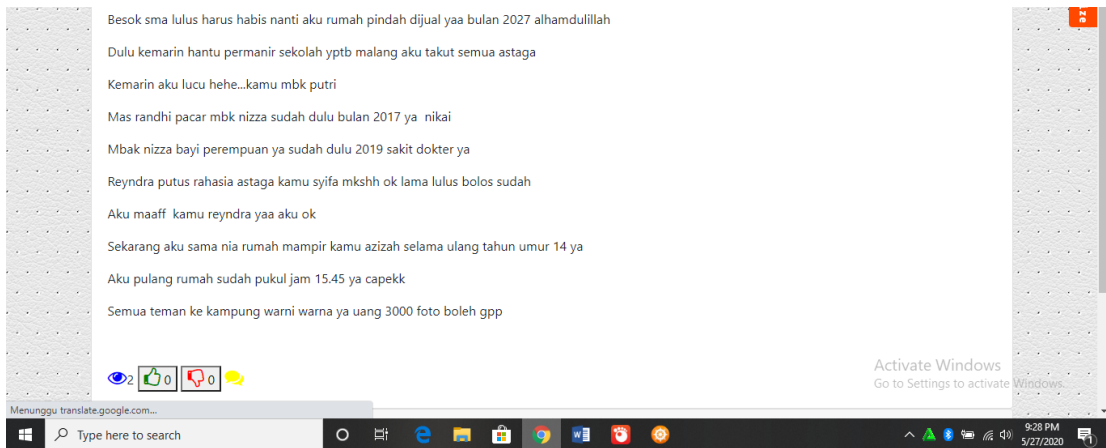 ze
Besok sma lulus harus habis nanti aku rumah pindah dijual yaa bulan 2027 alhamdulillah
Dulu kemarin hantu permanir sekolah yptb malang aku takut semua astaga
Kemarin aku lucu hehe...kamu mbk putri
Mas randhi pacar mbk nizza sudah dulu bulan 2017 ya nikai
Mbak nizza bayi perempuan ya sudah dulu 2019 sakit dokter ya
Reyndra putus rahasia astaga kamu syifa mkshh ok lama lulus bolos sudah
Aku maaff kamu reyndra yaa aku ok
Sekarang aku sama nia rumah mampir kamu azizah selama ulang tahun umur 14 ya
Aku pulang rumah sudah pukul jam 15.45 ya capekk
Semua teman ke kampung warni warna ya uang 3000 foto boleh gpp
2 0 0
Activate Windows
Go to Settings to activate Windows.
Menunggu translate.google.com...
Type here to search
9:28 PM
5/27/2020
1